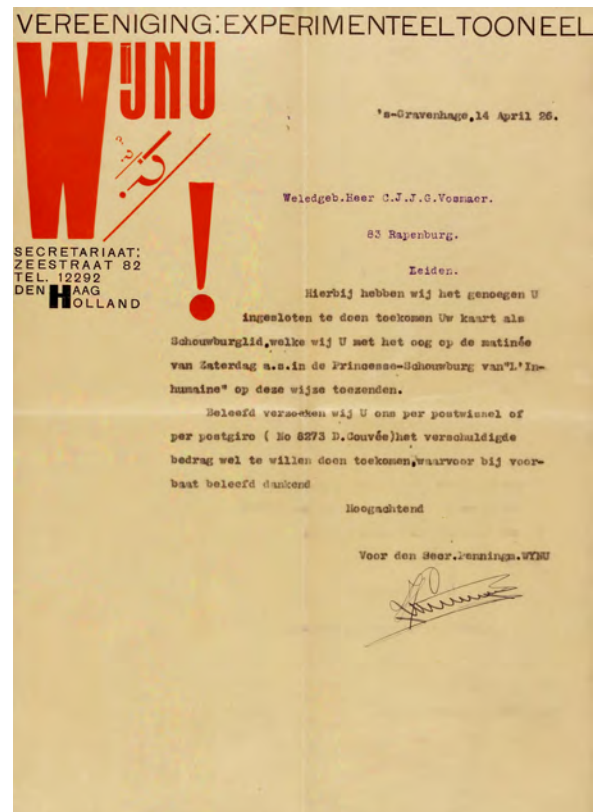 VEREENIGING:EXPERIMENTEELTOONEEL
WIJNU
!
SECRETARIAAT:
ZEESTRAAT 82
TEL. 12292
DEN HAAG
HOLLAND
's-Gravenhage,14 April 26.
Weledgeb.Heer C.J.J.G.Vosmaer.
83 Rapenburg.
Leiden.
Hierbij hebben wij het genoegen U
ingesloten te doen toekomen Uw kaart als
Schouwburglid,welke wij U met het oog op de matinée
van Zaterdag a.s.in de Princesse-Schouwburg van"L'In-
humaine" op deze wijze toezenden.
Beleefd verzoeken wij U ons per postwissel of
per postgiro ( No 8273 D.Couvée)het verschuldigde
bedrag wel te willen doen toekomen,waarvoor bij voor-
baat beleefd dankend
Hoogachtend
Voor den Secr.Penningm.WYNU